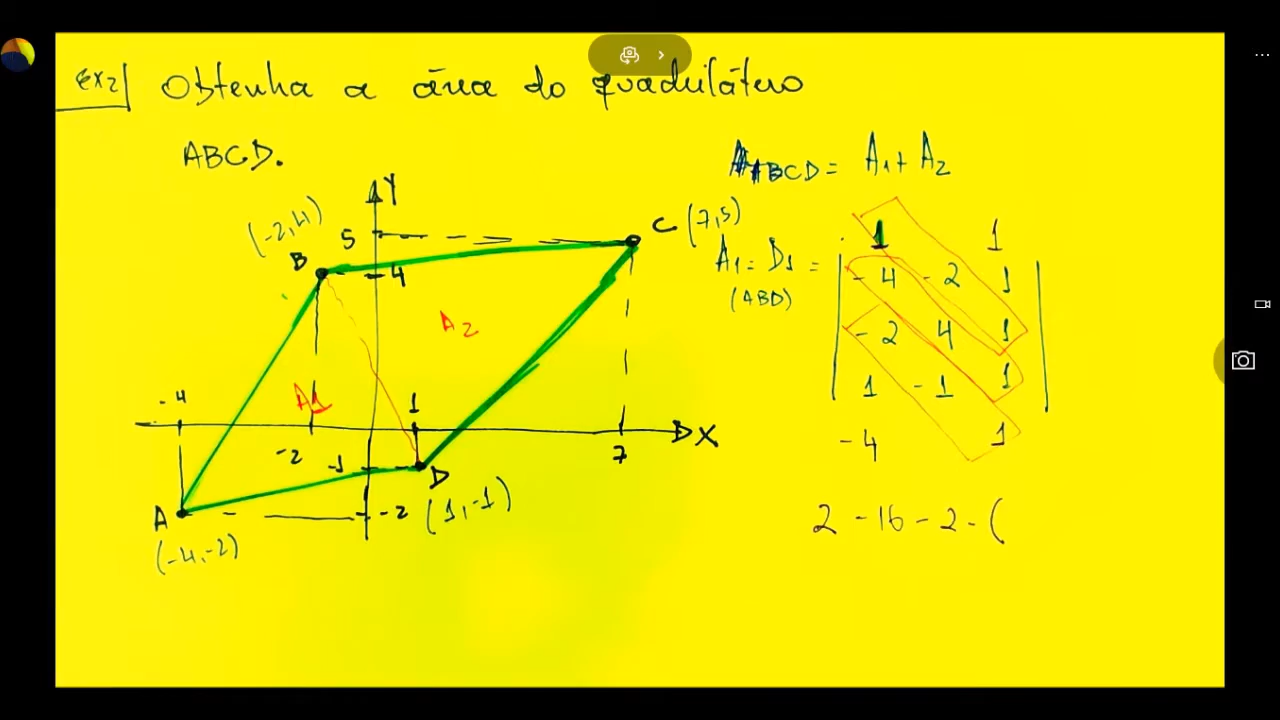 Ex2| Obtenha a área do quadrilátero
ABCD.
AABCD = A1 + A2
Y
(-2,4)
B
5
4
C (7,5)
A1 = D1 =
(ABD)
1 1
-4 -2 1
-2 4 1
1 -1 1
-4 1
A2
A1
-4
-2
1
7
X
-1
D
(1,-1)
-2
A
(-4,-2)
2 - 16 - 2 - (